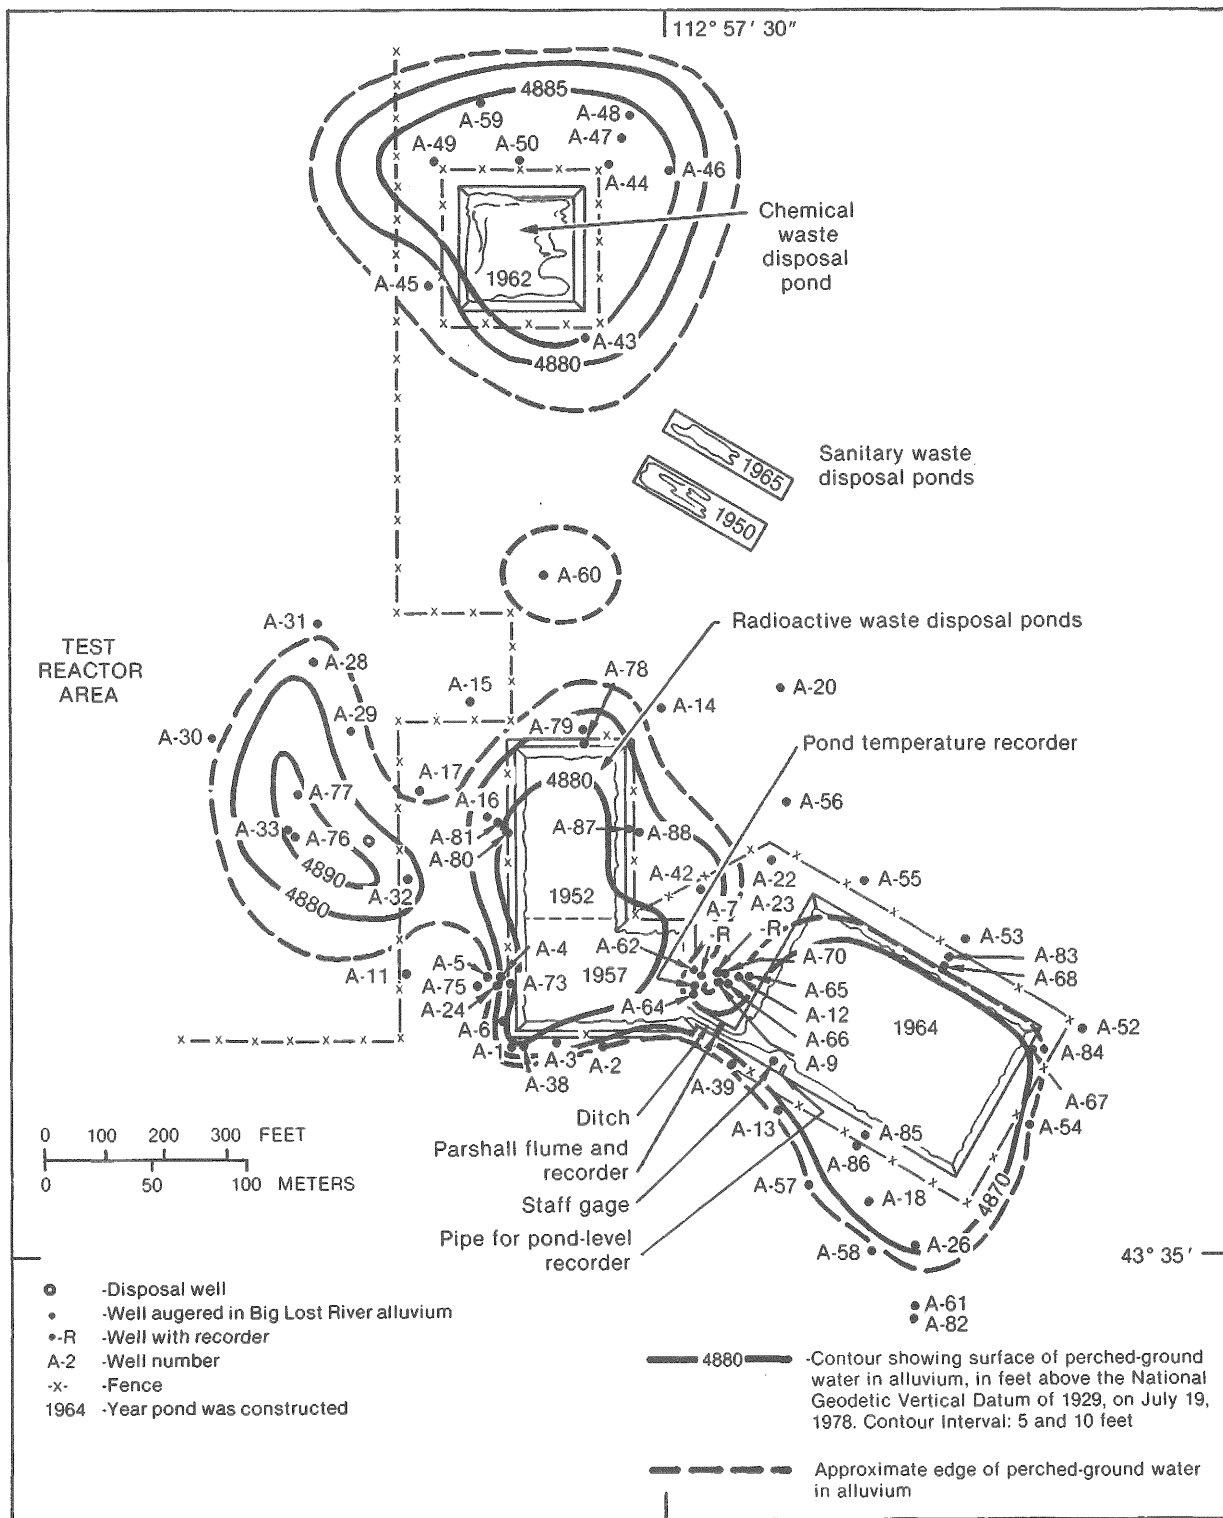 112° 57′ 30″
4885
A-59
A-48
A-47
A-49
A-50
A-44
A-46
Chemical
waste
disposal
pond
1962
A-45
A-43
4880
1965
Sanitary waste
disposal ponds
1950
A-60
A-31
Radioactive waste disposal ponds
TEST
REACTOR
AREA
A-28
A-78
A-15
A-20
A-14
A-29
A-79
A-30
Pond temperature recorder
A-17
4880
A-77
A-16
A-56
A-33
A-76
A-81
A-87
A-88
A-80
4890
A-42
A-22
A-55
A-32
4880
1952
A-7
A-23
-R
-R
A-62
A-53
A-4
A-70
A-83
A-11
A-5
1957
A-68
A-75
A-73
A-65
A-24
A-64
A-12
1964
A-6
A-66
A-52
A-1
A-3
A-2
A-9
A-84
A-38
A-39
A-67
Ditch
A-13
A-54
0 100 200 300 FEET
A-85
Parshall flume and
recorder
A-86
0 50 100 METERS
A-57
4870
Staff gage
A-18
Pipe for pond-level
recorder
A-58
A-26
43° 35′
-Disposal well
A-61
-Well augered in Big Lost River alluvium
A-82
-R -Well with recorder
A-2 -Well number
-x- -Fence
1964 -Year pond was constructed
4880 -Contour showing surface of perched-ground
water in alluvium, in feet above the National
Geodetic Vertical Datum of 1929, on July 19,
1978. Contour Interval: 5 and 10 feet
Approximate edge of perched-ground water
in alluvium